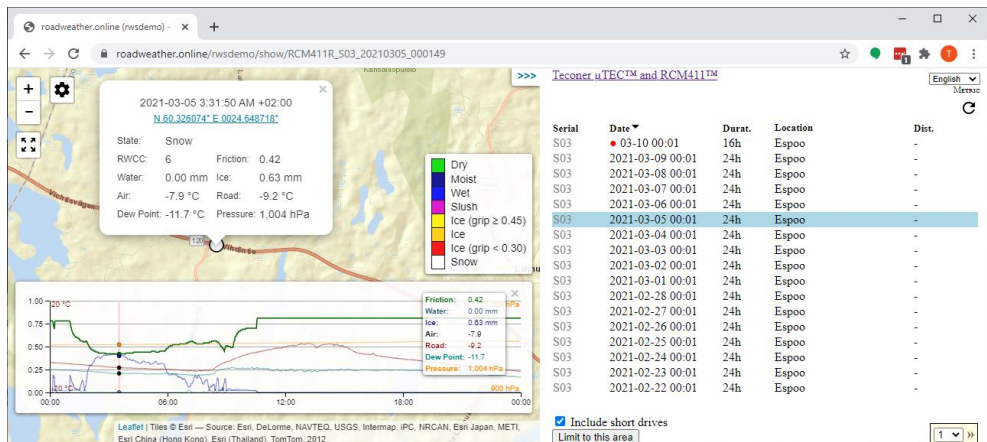 roadweather.online (rwsdemo) -
roadweather.online/rwsdemo/show/RCM411R_S03_20210305_000149
>>>
2021-03-05 3:31:50 AM +02:00
N 60.326074° E 0024.648718°
State: Snow
RWCC: 6 Friction: 0.42
Water: 0.00 mm Ice: 0.63 mm
Air: -7.9 °C Road: -9.2 °C
Dew Point: -11.7 °C Pressure: 1,004 hPa
Dry
Moist
Wet
Slush
Ice (grip ≥ 0.45)
Ice
Ice (grip < 0.30)
Snow
120
Vihdin tie
1.00
0.75
0.50
0.25
0.00
20 °C
-20 °C
900 hPa
00:00
06:00
12:00
18:00
00:00
Friction: 0.42
Water: 0.00 mm
Ice: 0.63 mm
Air: -7.9
Road: -9.2
Dew Point: -11.7
Pressure: 1,004 hPa
Leaflet | Tiles © Esri — Source: Esri, DeLorme, NAVTEQ, USGS, Intermap, iPC, NRCAN, Esri Japan, METI,
Esri China (Hong Kong), Esri (Thailand), TomTom, 2012
Teconer µTEC™ and RCM411™
English
METRIC
Serial Date Durat. Location Dist.
S03 03-10 00:01 16h Espoo -
S03 2021-03-09 00:01 24h Espoo -
S03 2021-03-08 00:01 24h Espoo -
S03 2021-03-07 00:01 24h Espoo -
S03 2021-03-06 00:01 24h Espoo -
S03 2021-03-05 00:01 24h Espoo -
S03 2021-03-04 00:01 24h Espoo -
S03 2021-03-03 00:01 24h Espoo -
S03 2021-03-02 00:01 24h Espoo -
S03 2021-03-01 00:01 24h Espoo -
S03 2021-02-28 00:01 24h Espoo -
S03 2021-02-27 00:01 24h Espoo -
S03 2021-02-26 00:01 24h Espoo -
S03 2021-02-25 00:01 24h Espoo -
S03 2021-02-24 00:01 24h Espoo -
S03 2021-02-23 00:01 24h Espoo -
S03 2021-02-22 00:01 24h Espoo -
Include short drives
Limit to this area
1 »